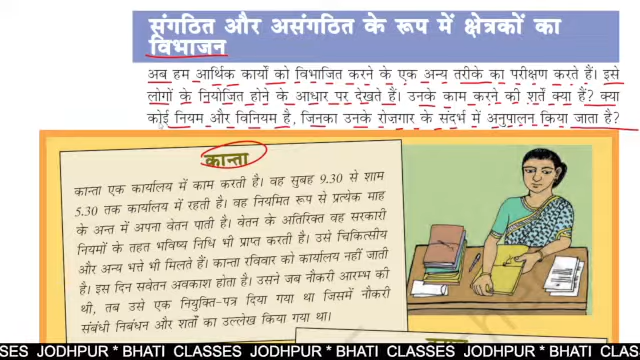 संगठित और असंगठित के रूप में क्षेत्रकों का
विभाजन
अब हम आर्थिक कार्यों को विभाजित करने के एक अन्य तरीके का परीक्षण करते हैं। इसे
लोगों के नियोजित होने के आधार पर देखते हैं। उनके काम करने की शर्तें क्या हैं? क्या
कोई नियम और विनियम है, जिनका उनके रोजगार के संदर्भ में अनुपालन किया जाता है?
कान्ता
कान्ता एक कार्यालय में काम करती है। वह सुबह 9.30 से शाम
5.30 तक कार्यालय में रहती है। वह नियमित रूप से प्रत्येक माह
के अन्त में अपना वेतन पाती है। वेतन के अतिरिक्त वह सरकारी
नियमों के तहत भविष्य निधि भी प्राप्त करती है। उसे चिकित्सीय
और अन्य भत्ते भी मिलते हैं। कान्ता रविवार को कार्यालय नहीं जाती
है। इस दिन सवेतन अवकाश होता है। उसने जब नौकरी आरम्भ की
थी, तब उसे एक नियुक्ति-पत्र दिया गया था जिसमें नौकरी
संबंधी निबंधन और शर्तों का उल्लेख किया गया था।
SSES JODHPUR * BHATI CLASSES JODHPUR * BHATI CLASSES JODHPUR * BHATI